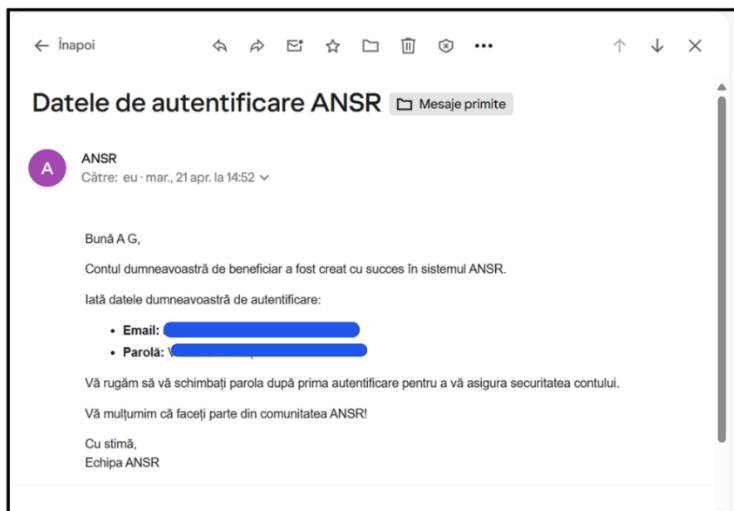 Înapoi
Datele de autentificare ANSR
Mesaje primite
A
ANSR
Către: eu · mar., 21 apr. la 14:52
Bună A G,
Contul dumneavoastră de beneficiar a fost creat cu succes în sistemul ANSR.
Iată datele dumneavoastră de autentificare:
• Email:
• Parolă:
Vă rugăm să vă schimbați parola după prima autentificare pentru a vă asigura securitatea contului.
Vă mulțumim că faceți parte din comunitatea ANSR!
Cu stimă,
Echipa ANSR